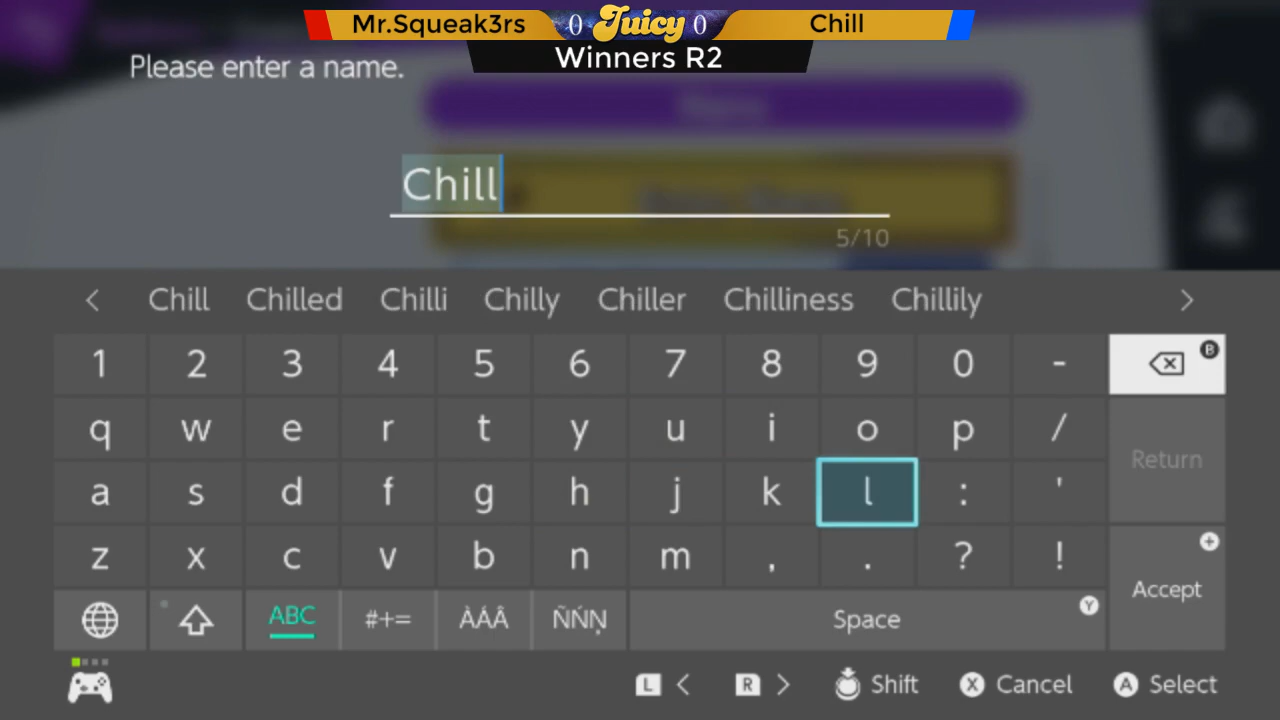 Mr.Squeak3rs 0 Juicy 0 Chill
Winners R2
Please enter a name.
Chill
5/10
< Chill Chilled Chilli Chilly Chiller Chilliness Chillily >
1 2 3 4 5 6 7 8 9 0 - B
q w e r t y u i o p /
Return
a s d f g h j k l : '
z x c v b n m , . ? ! +
Accept
ABC #+= ÀÁÂ ÑŃŅ Space Y
L < R > Shift X Cancel A Select